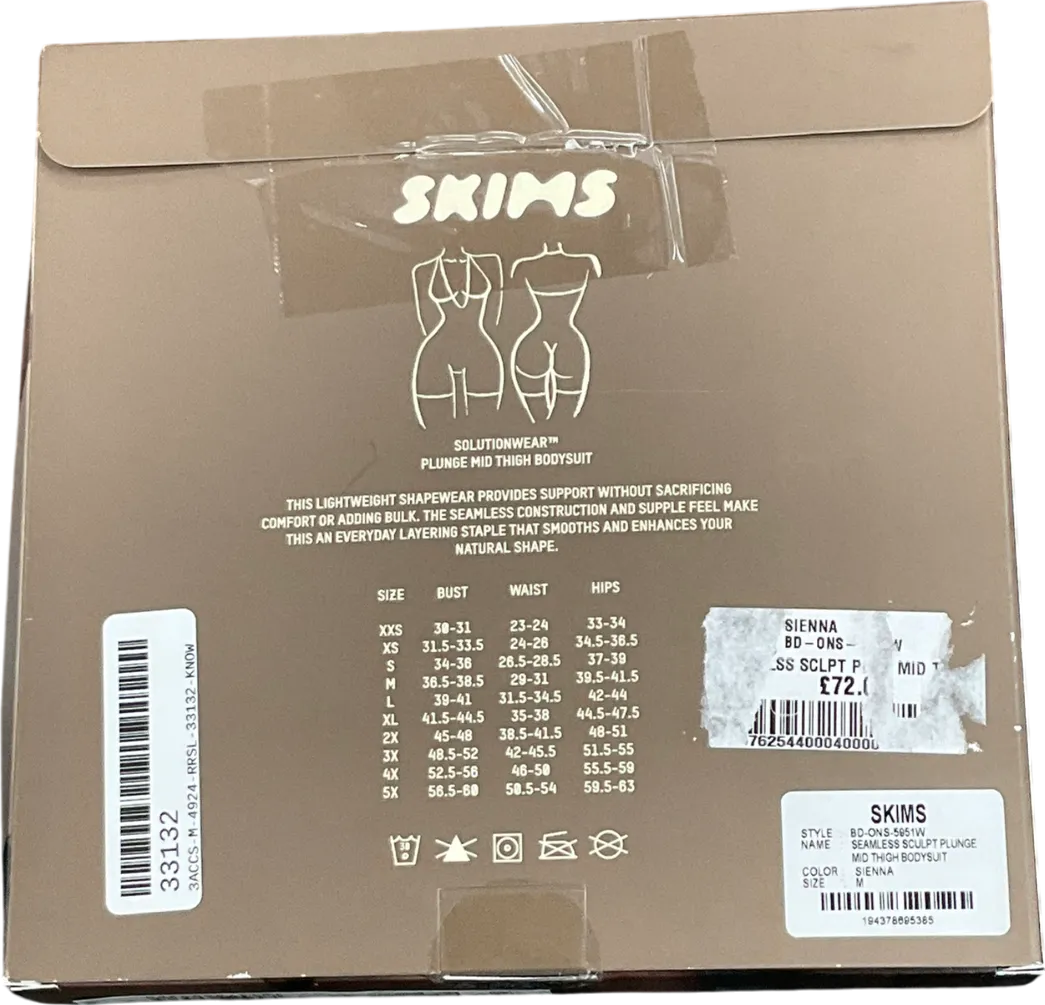 SKIMS
SOLUTIONWEAR™
PLUNGE MID THIGH BODYSUIT
THIS LIGHTWEIGHT SHAPEWEAR PROVIDES SUPPORT WITHOUT SACRIFICING
COMFORT OR ADDING BULK. THE SEAMLESS CONSTRUCTION AND SUPPLE FEEL MAKE
THIS AN EVERYDAY LAYERING STAPLE THAT SMOOTHS AND ENHANCES YOUR
NATURAL SHAPE.
SIZE BUST WAIST HIPS
XXS 30-31 23-24 33-34
XS 31.5-33.5 24-26 34.5-36.5
S 34-36 26.5-28.5 37-39
M 36.5-38.5 29-31 39.5-41.5
L 39-41 31.5-34.5 42-44
XL 41.5-44.5 35-38 44.5-47.5
2X 45-48 38.5-41.5 48-51
3X 48.5-52 42-45.5 51.5-55
4X 52.5-56 46-50 55.5-59
5X 56.5-60 50.5-54 59.5-63
30
33132
3ACCS-M-4924-RRSL-33132-KNOW
SIENNA
BD-ONS- W
SCLPT MID
£72.
SKIMS
STYLE : BD-ONS-5951W
NAME : SEAMLESS SCULPT PLUNGE
MID THIGH BODYSUIT
COLOR : SIENNA
SIZE : M
194378695385